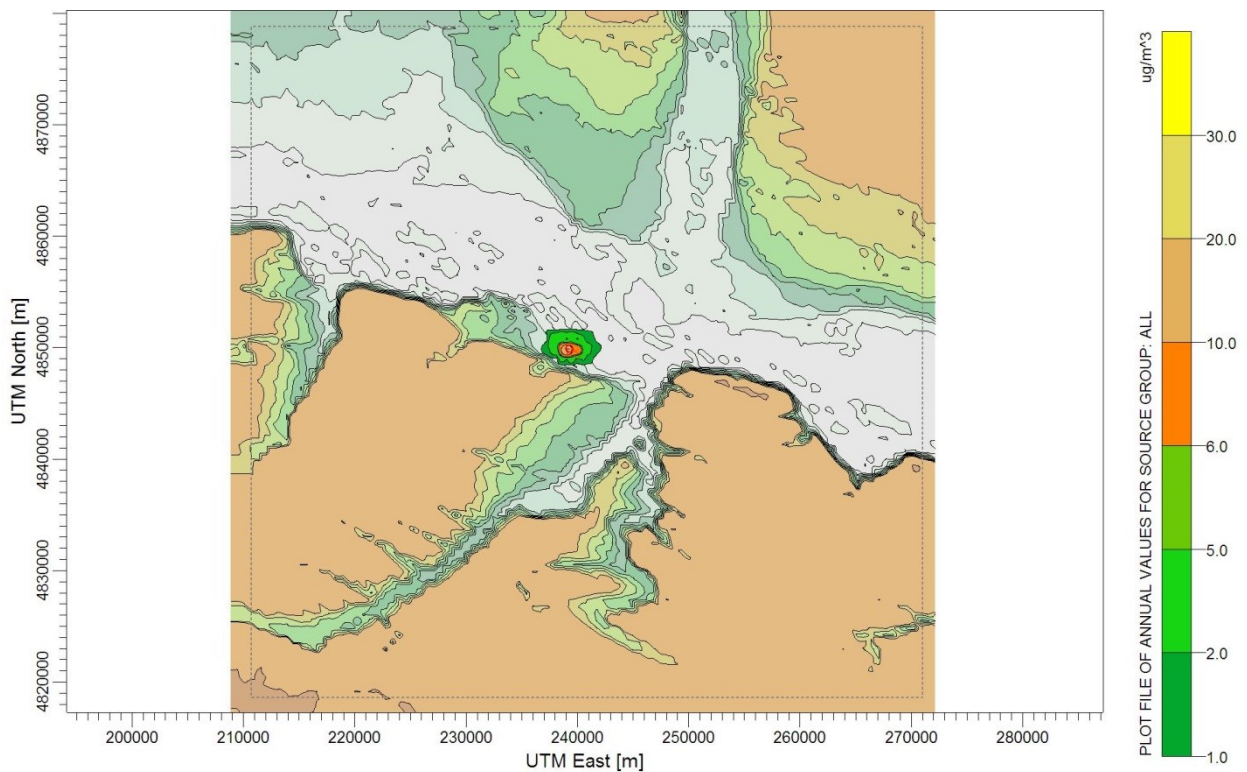 ug/m^3
PLOT FILE OF ANNUAL VALUES FOR SOURCE GROUP: ALL
30.0
20.0
10.0
6.0
5.0
2.0
1.0
UTM North [m]
4870000
4860000
4850000
4840000
4830000
4820000
200000 210000 220000 230000 240000 250000 260000 270000 280000
UTM East [m]